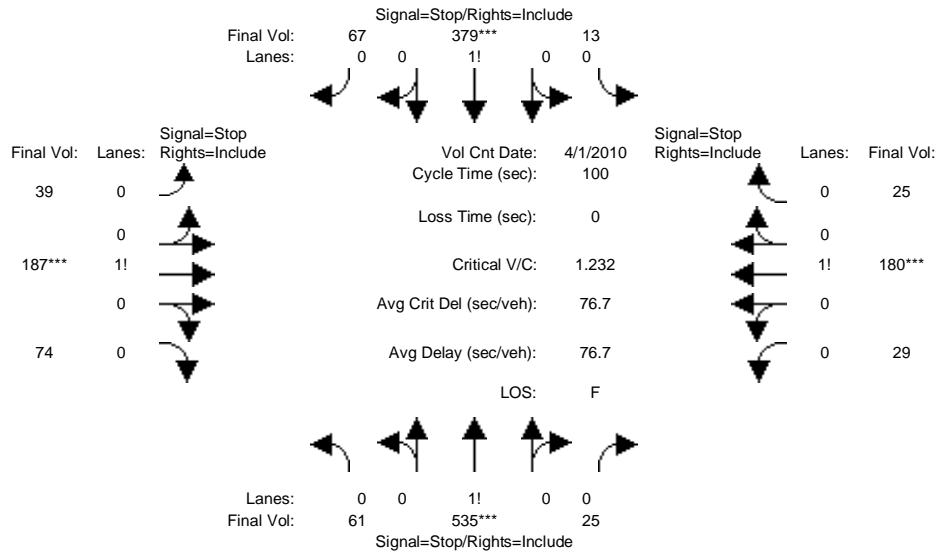 Signal=Stop/Rights=Include
Final Vol: 67 379*** 13
Lanes: 0 0 1! 0 0
Signal=Stop Signal=Stop
Final Vol: Lanes: Rights=Include Vol Cnt Date: 4/1/2010 Rights=Include Lanes: Final Vol:
Cycle Time (sec): 100
39 0 0 25
Loss Time (sec): 0
0 0
187*** 1! Critical V/C: 1.232 1! 180***
0 Avg Crit Del (sec/veh): 76.7 0
74 0 Avg Delay (sec/veh): 76.7 0 29
LOS: F
Lanes: 0 0 1! 0 0
Final Vol: 61 535*** 25
Signal=Stop/Rights=Include